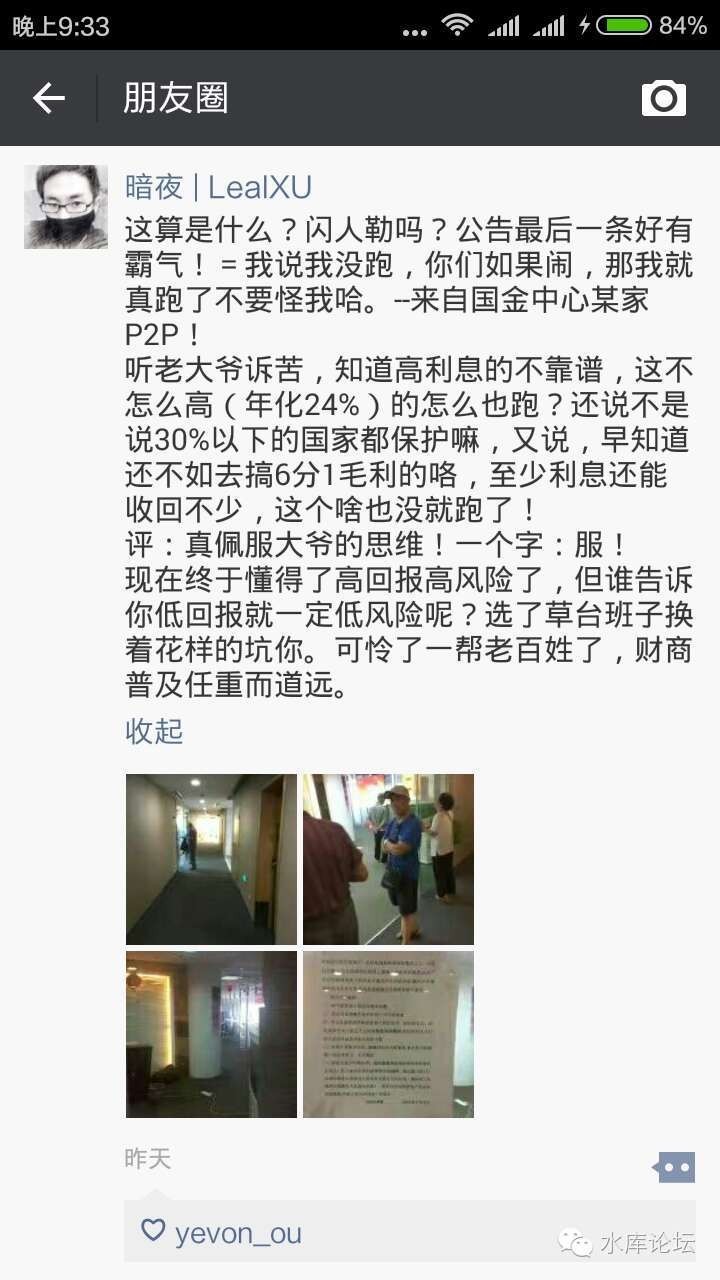 晚上9:33
84%
朋友圈
暗夜 | LealXU
这算是什么？闪人勒吗？公告最后一条好有
霸气！＝我说我没跑，你们如果闹，那我就
真跑了不要怪我哈。--来自国金中心某家
P2P！
听老大爷诉苦，知道高利息的不靠谱，这不
怎么高（年化24%）的怎么也跑？还说不是
说30%以下的国家都保护嘛，又说，早知道
还不如去搞6分1毛利的咯，至少利息还能
收回不少，这个啥也没就跑了！
评：真佩服大爷的思维！一个字：服！
现在终于懂得了高回报高风险了，但谁告诉
你低回报就一定低风险呢？选了草台班子换
着花样的坑你。可怜了一帮老百姓了，财商
普及任重而道远。
收起
昨天
yevon_ou
水库论坛